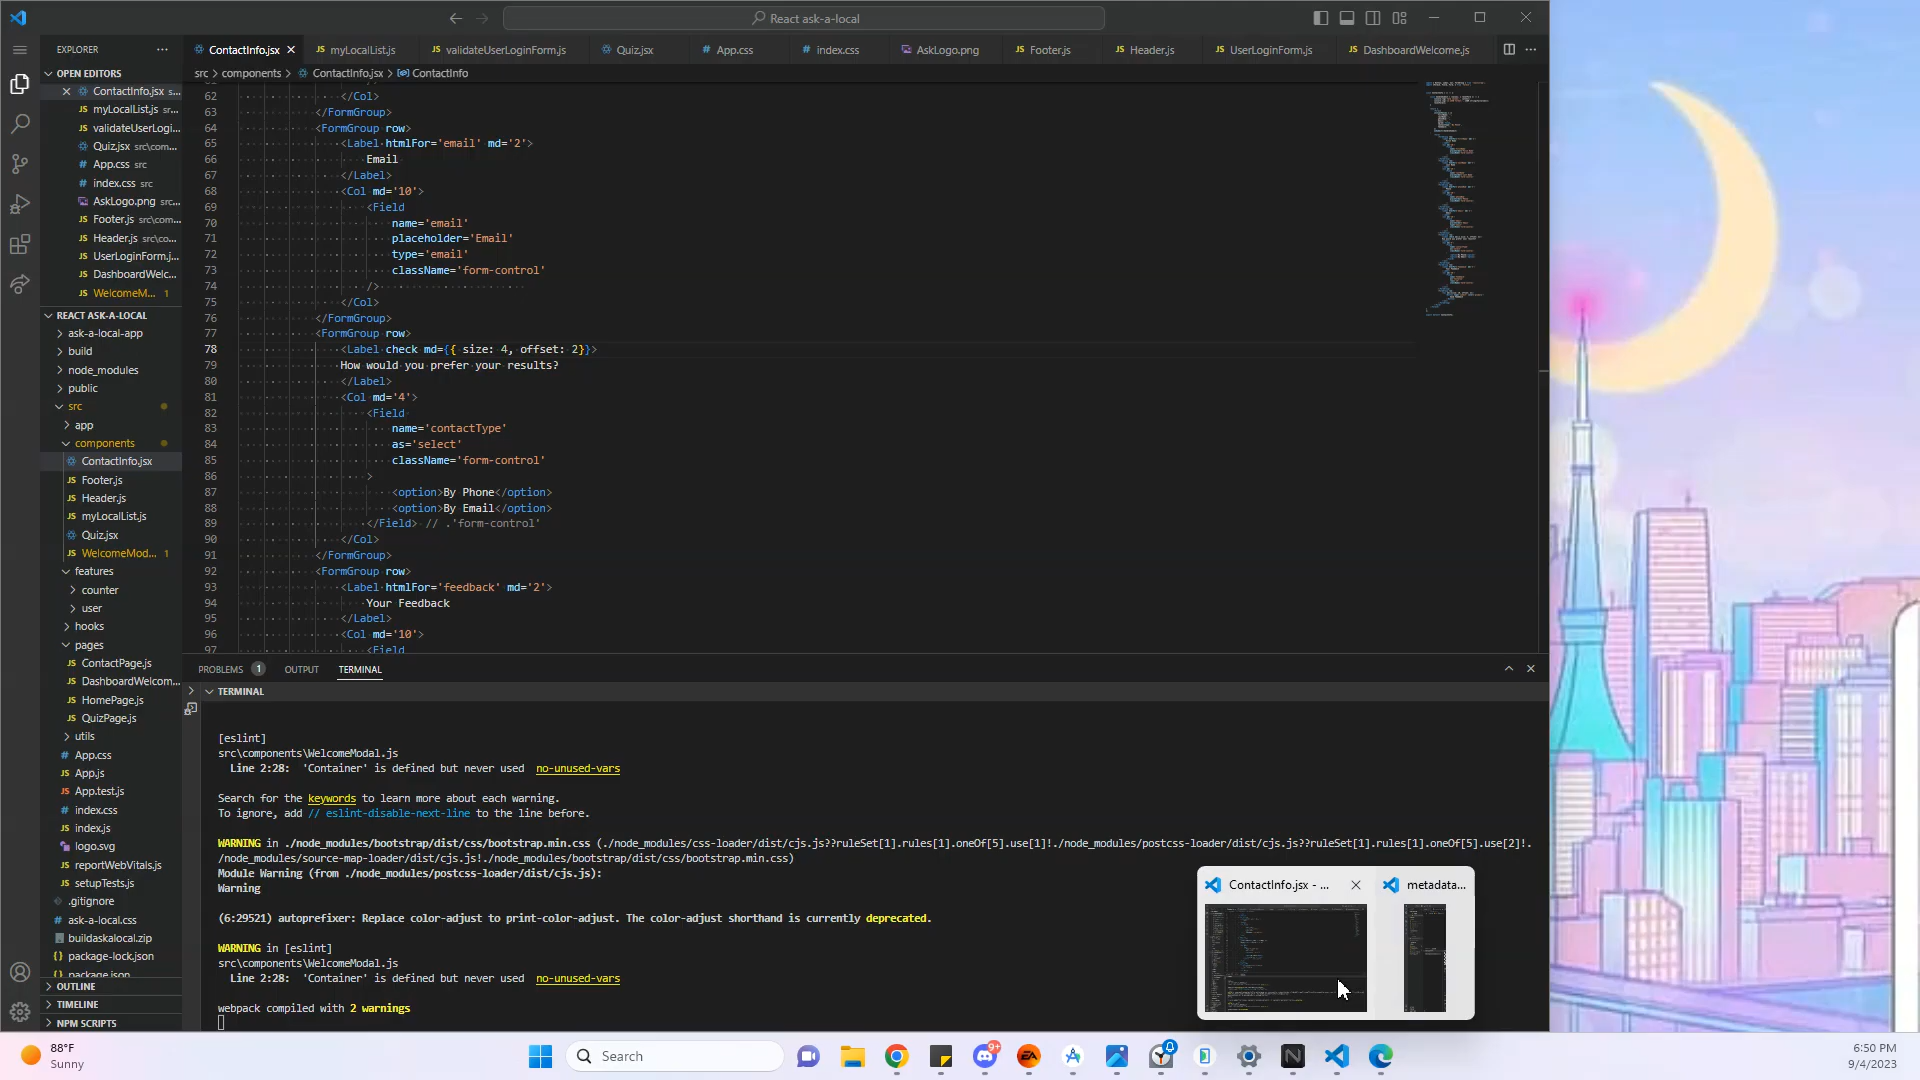 React ask-a-local
EXPLORER
ContactInfo.jsx
myLocalList.js
validateUserLoginForm.js
Quiz.jsx
App.css
index.css
AskLogo.png
Footer.js
Header.js
UserLoginForm.js
DashboardWelcome.js
src > components > ContactInfo.jsx > ContactInfo
OPEN EDITORS
ContactInfo.jsx s...
JS myLocalList.js sr...
JS validateUserLogi...
Quiz.jsx src\com...
# App.css src
# index.css src
AskLogo.png src...
JS Footer.js src\com...
JS Header.js src\co...
JS UserLoginForm.j...
JS DashboardWelc...
JS WelcomeM... 1
REACT ASK-A-LOCAL
ask-a-local-app
build
node_modules
public
src
app
components
ContactInfo.jsx
JS Footer.js
JS Header.js
JS myLocalList.js
Quiz.jsx
JS WelcomeMod... 1
features
counter
user
hooks
pages
JS ContactPage.js
JS DashboardWelcom...
JS HomePage.js
JS QuizPage.js
utils
# App.css
JS App.js
JS App.test.js
# index.css
JS index.js
logo.svg
JS reportWebVitals.js
JS setupTests.js
.gitignore
# ask-a-local.css
buildaskalocal.zip
package-lock.json
package.json
OUTLINE
TIMELINE
NPM SCRIPTS
62 </Col>
63 </FormGroup>
64 <FormGroup row>
65 <Label htmlFor='email' md='2'>
66 Email
67 </Label>
68 <Col md='10'>
69 <Field
70 name='email'
71 placeholder='Email'
72 type='email'
73 className='form-control'
74 />
75 </Col>
76 </FormGroup>
77 <FormGroup row>
78 <Label check md={{ size: 4, offset: 2}}>
79 How would you prefer your results?
80 </Label>
81 <Col md='4'>
82 <Field
83 name='contactType'
84 as='select'
85 className='form-control'
86 >
87 <option>By Phone</option>
88 <option>By Email</option>
89 </Field> // .'form-control'
90 </Col>
91 </FormGroup>
92 <FormGroup row>
93 <Label htmlFor='feedback' md='2'>
94 Your Feedback
95 </Label>
96 <Col md='10'>
97 <Field
PROBLEMS 1 OUTPUT TERMINAL
TERMINAL
[eslint]
src\components\WelcomeModal.js
Line 2:28: 'Container' is defined but never used no-unused-vars
Search for the keywords to learn more about each warning.
To ignore, add // eslint-disable-next-line to the line before.
WARNING in ./node_modules/bootstrap/dist/css/bootstrap.min.css (./node_modules/css-loader/dist/cjs.js??ruleSet[1].rules[1].oneOf[5].use[1]!./node_modules/postcss-loader/dist/cjs.js??ruleSet[1].rules[1].oneOf[5].use[2]!.
/node_modules/source-map-loader/dist/cjs.js!./node_modules/bootstrap/dist/css/bootstrap.min.css)
Module Warning (from ./node_modules/postcss-loader/dist/cjs.js):
Warning
(6:29521) autoprefixer: Replace color-adjust to print-color-adjust. The color-adjust shorthand is currently deprecated.
WARNING in [eslint]
src\components\WelcomeModal.js
Line 2:28: 'Container' is defined but never used no-unused-vars
webpack compiled with 2 warnings
ContactInfo.jsx - ...
metadata...
88°F
Sunny
Search
9+
6:50 PM
9/4/2023